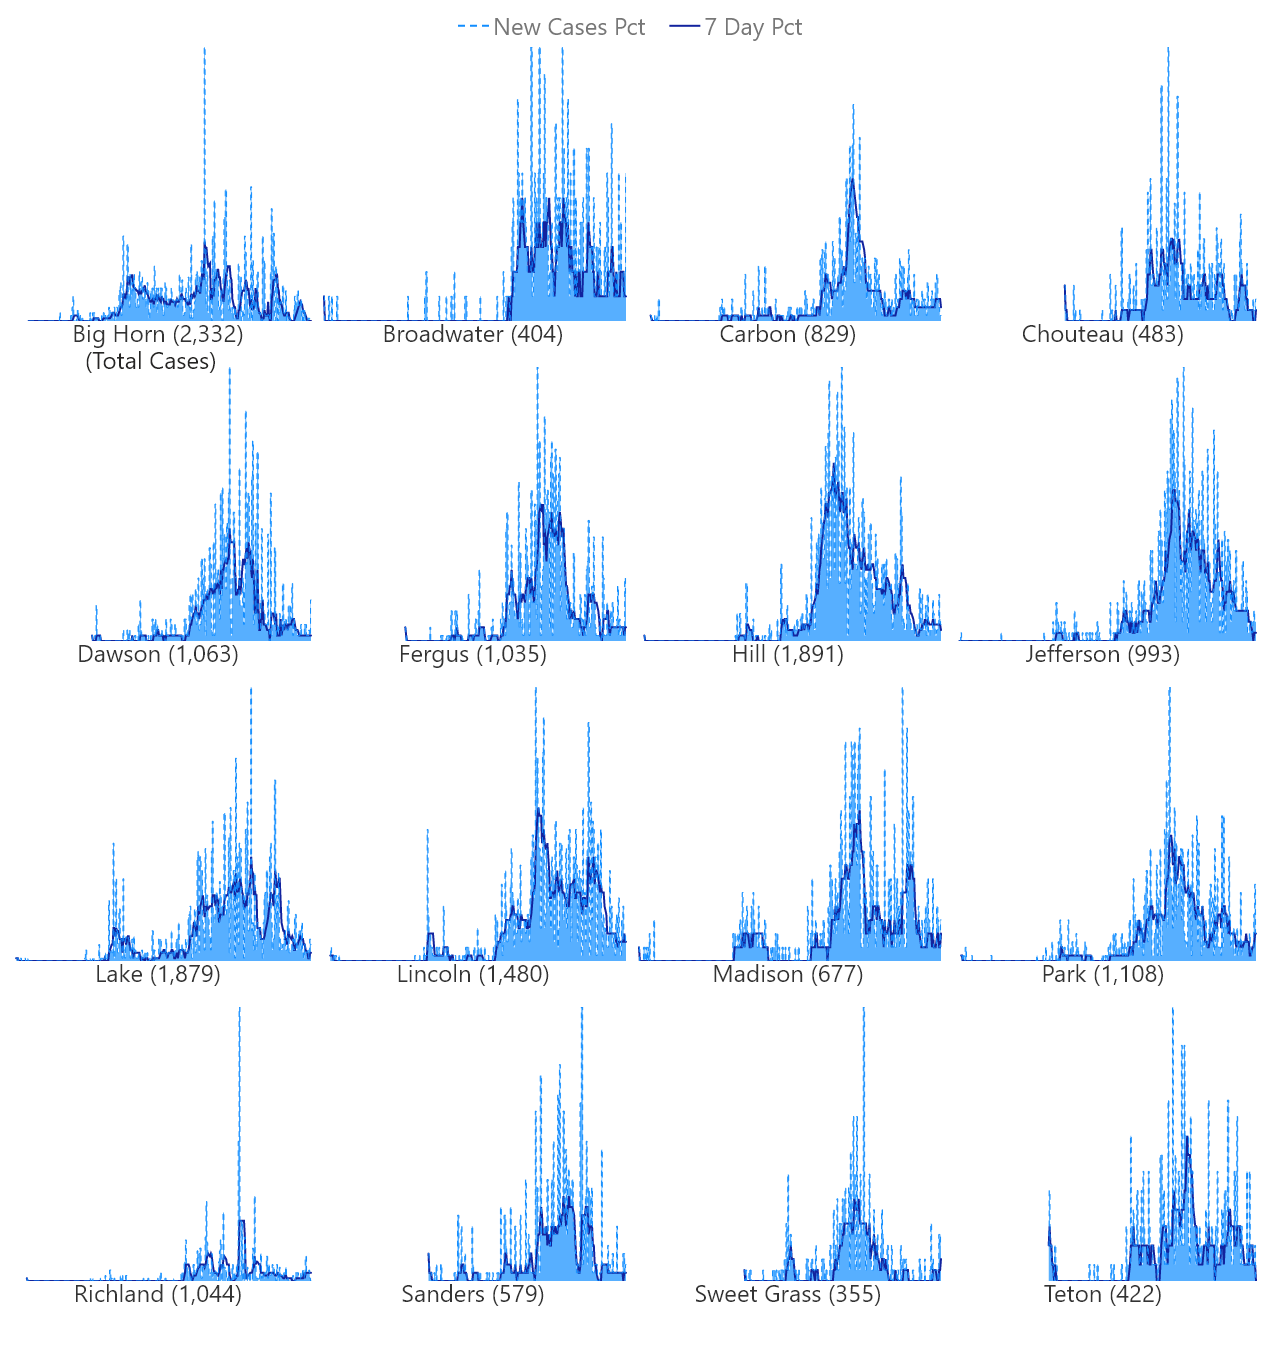 New Cases Pct 7 Day Pct
Big Horn (2,332) Broadwater (404) Carbon (829) Chouteau (483)
(Total Cases)
Dawson (1,063) Fergus (1,035) Hill (1,891) Jefferson (993)
Lake (1,879) Lincoln (1,480) Madison (677) Park (1,108)
Richland (1,044) Sanders (579) Sweet Grass (355) Teton (422)